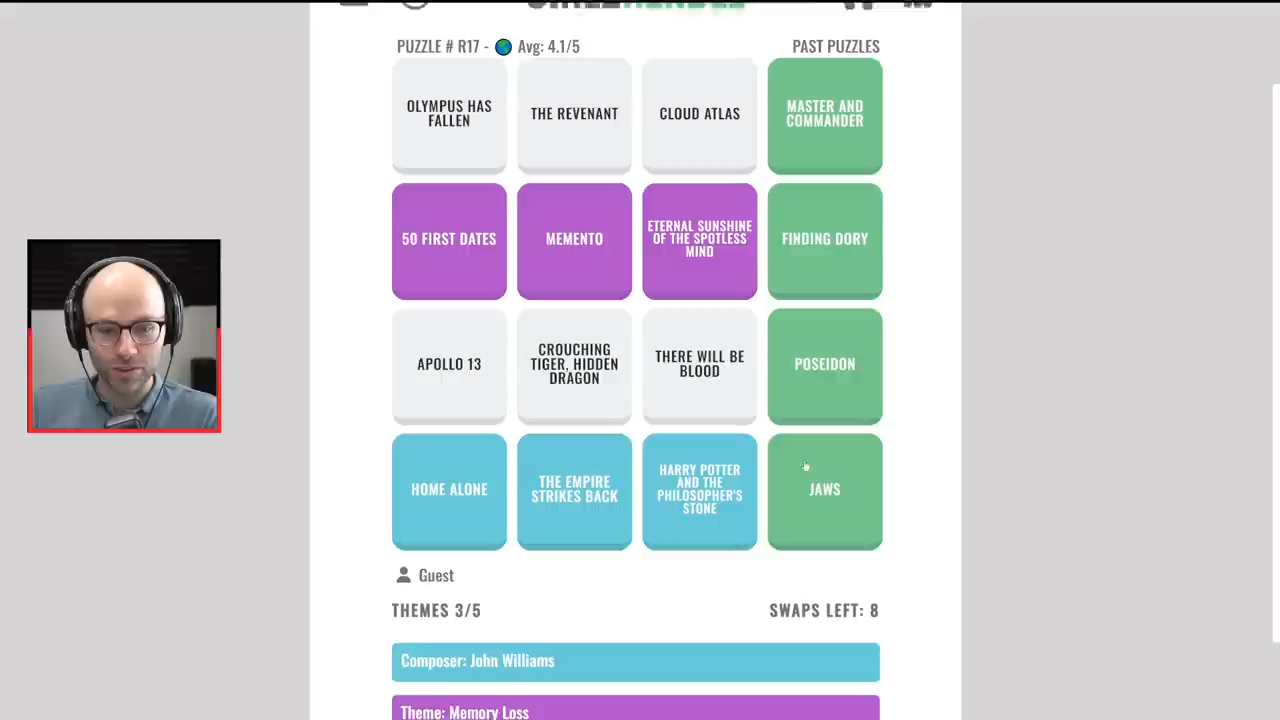 PUZZLE # R17 - Avg: 4.1/5
PAST PUZZLES
OLYMPUS HAS
FALLEN
THE REVENANT
CLOUD ATLAS
MASTER AND
COMMANDER
50 FIRST DATES
MEMENTO
ETERNAL SUNSHINE
OF THE SPOTLESS
MIND
FINDING DORY
APOLLO 13
CROUCHING
TIGER, HIDDEN
DRAGON
THERE WILL BE
BLOOD
POSEIDON
HOME ALONE
THE EMPIRE
STRIKES BACK
HARRY POTTER
AND THE
PHILOSOPHER'S
STONE
JAWS
Guest
THEMES 3/5
SWAPS LEFT: 8
Composer: John Williams
Theme: Memory Loss